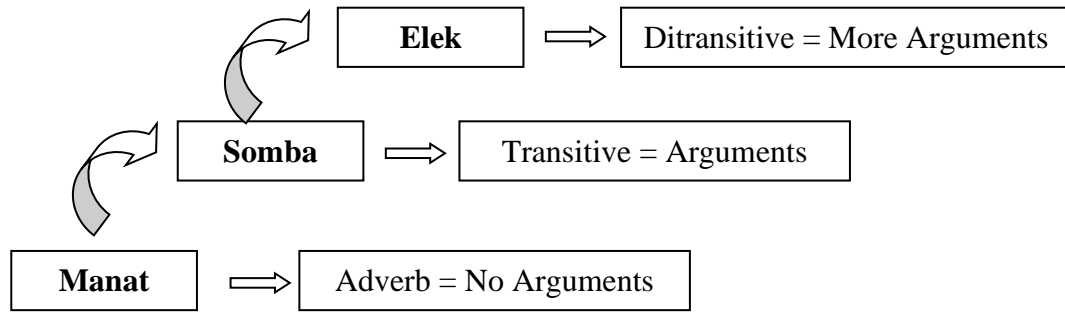 Elek Ditransitive = More Arguments
Somba Transitive = Arguments
Manat Adverb = No Arguments